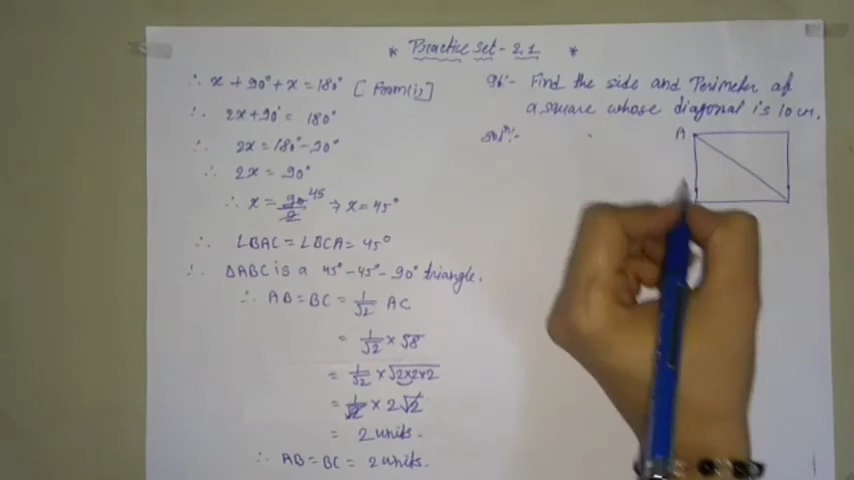 * Practice Set - 2.1 *
∴ x + 90° + x = 180° [From(i)]
∴ 2x + 90° = 180°
∴ 2x = 180° - 90°
∴ 2x = 90°
∴ x = 90/2 45 → x = 45°
∴ ∠BAC = ∠BCA = 45°
∴ ΔABC is a 45° - 45° - 90° triangle.
∴ AB = BC = 1/√2 AC
= 1/√2 × √8
= 1/√2 × √2×2×2
= 1/√2 × 2√2
= 2 units.
∴ AB = BC = 2 units.
Q6:- Find the side and Perimeter of
a square whose diagonal is 10 cm.
Solⁿ:-
A